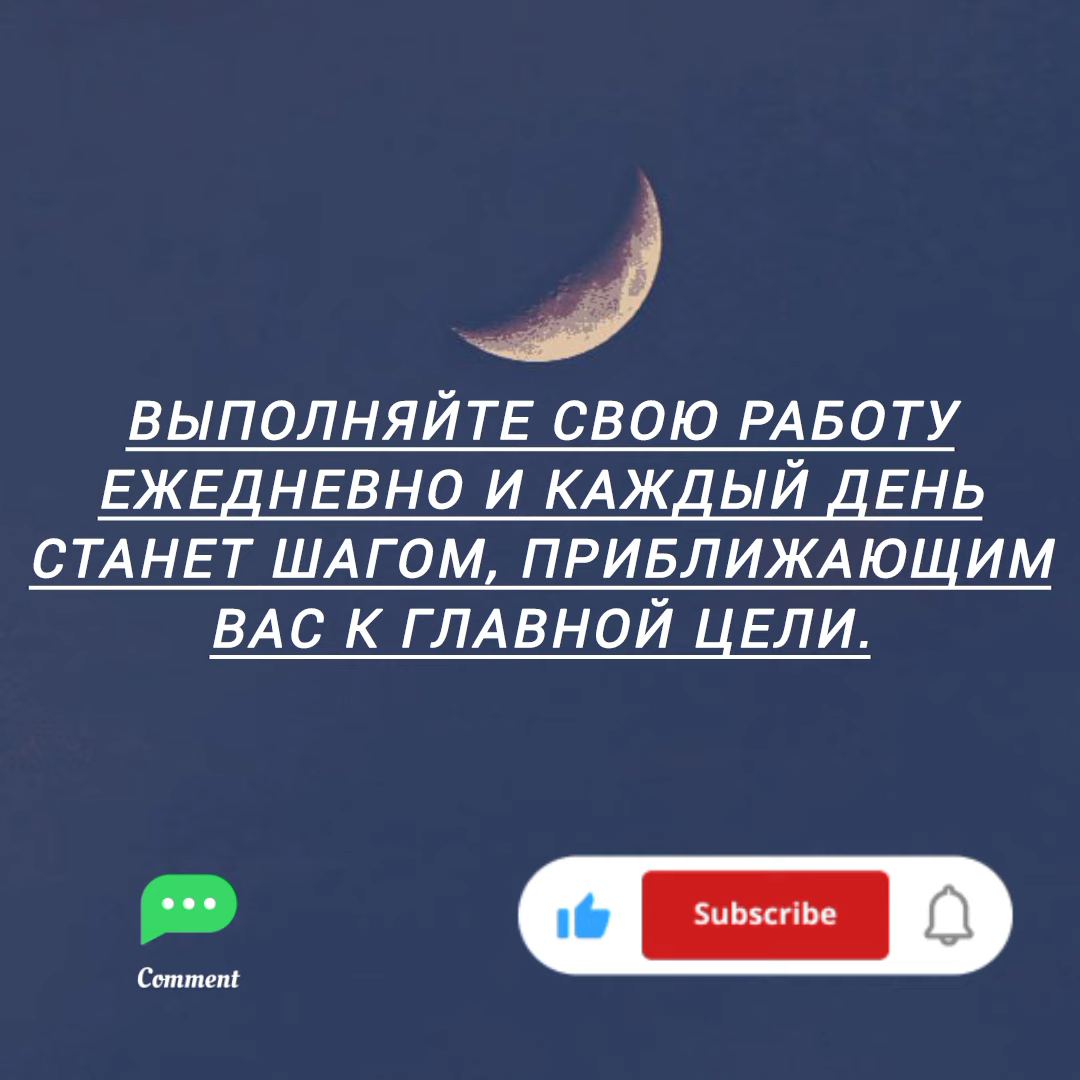 ВЫПОЛНЯЙТЕ СВОЮ РАБОТУ
ЕЖЕДНЕВНО И КАЖДЫЙ ДЕНЬ
СТАНЕТ ШАГОМ, ПРИБЛИЖАЮЩИМ
ВАС К ГЛАВНОЙ ЦЕЛИ.
Subscribe
Comment